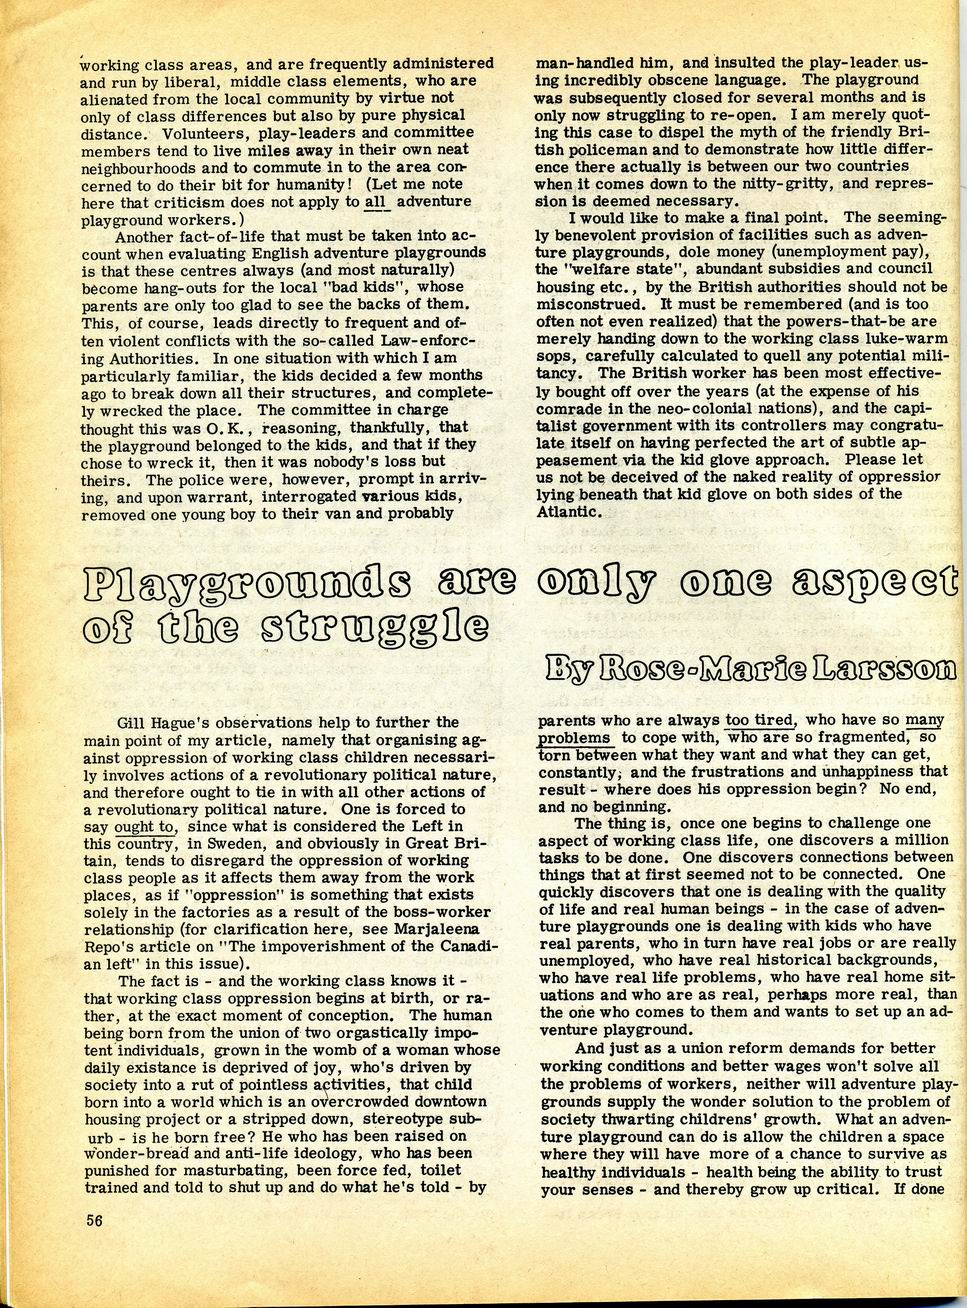 working class areas, and are frequently administered
and run by liberal, middle class elements, who are
alienated from the local community by virtue not
only of class differences but also by pure physical
distance. Volunteers, play-leaders and committee
members tend to live miles away in their own neat
neighbourhoods and to commute in to the area con-
cerned to do their bit for humanity! (Let me note
here that criticism does not apply to all adventure
playground workers.)
Another fact-of-life that must be taken into ac-
count when evaluating English adventure playgrounds
is that these centres always (and most naturally)
become hang-outs for the local "bad kids", whose
parents are only too glad to see the backs of them.
This, of course, leads directly to frequent and of-
ten violent conflicts with the so-called Law-enforc-
ing Authorities. In one situation with which I am
particularly familiar, the kids decided a few months
ago to break down all their structures, and complete-
ly wrecked the place. The committee in charge
thought this was O.K., reasoning, thankfully, that
the playground belonged to the kids, and that if they
chose to wreck it, then it was nobody's loss but
theirs. The police were, however, prompt in arriv-
ing, and upon warrant, interrogated various kids,
removed one young boy to their van and probably
man-handled him, and insulted the play-leader us-
ing incredibly obscene language. The playground
was subsequently closed for several months and is
only now struggling to re-open. I am merely quot-
ing this case to dispel the myth of the friendly Bri-
tish policeman and to demonstrate how little differ-
ence there actually is between our two countries
when it comes down to the nitty-gritty, and repres-
sion is deemed necessary.
I would like to make a final point. The seeming-
ly benevolent provision of facilities such as adven-
ture playgrounds, dole money (unemployment pay),
the "welfare state", abundant subsidies and council
housing etc., by the British authorities should not be
misconstrued. It must be remembered (and is too
often not even realized) that the powers-that-be are
merely handing down to the working class luke-warm
sops, carefully calculated to quell any potential mili-
tancy. The British worker has been most effective-
ly bought off over the years (at the expense of his
comrade in the neo-colonial nations), and the capi-
talist government with its controllers may congratu-
late itself on having perfected the art of subtle ap-
peasement via the kid glove approach. Please let
us not be deceived of the naked reality of oppressior
lying beneath that kid glove on both sides of the
Atlantic.
Playgrounds are only one aspect
of the struggle
By Rose-Marie Larsson
Gill Hague's observations help to further the
main point of my article, namely that organising ag-
ainst oppression of working class children necessari-
ly involves actions of a revolutionary political nature,
and therefore ought to tie in with all other actions of
a revolutionary political nature. One is forced to
say ought to, since what is considered the Left in
this country, in Sweden, and obviously in Great Bri-
tain, tends to disregard the oppression of working
class people as it affects them away from the work
places, as if "oppression" is something that exists
solely in the factories as a result of the boss-worker
relationship (for clarification here, see Marjaleena
Repo's article on "The impoverishment of the Canadi-
an left" in this issue).
The fact is - and the working class knows it -
that working class oppression begins at birth, or ra-
ther, at the exact moment of conception. The human
being born from the union of two orgastically impo-
tent individuals, grown in the womb of a woman whose
daily existance is deprived of joy, who's driven by
society into a rut of pointless activities, that child
born into a world which is an overcrowded downtown
housing project or a stripped down, stereotype sub-
urb - is he born free? He who has been raised on
wonder-bread and anti-life ideology, who has been
punished for masturbating, been force fed, toilet
trained and told to shut up and do what he's told - by
parents who are always too tired, who have so many
problems to cope with, who are so fragmented, so
torn between what they want and what they can get,
constantly; and the frustrations and unhappiness that
result - where does his oppression begin? No end,
and no beginning.
The thing is, once one begins to challenge one
aspect of working class life, one discovers a million
tasks to be done. One discovers connections between
things that at first seemed not to be connected. One
quickly discovers that one is dealing with the quality
of life and real human beings - in the case of adven-
ture playgrounds one is dealing with kids who have
real parents, who in turn have real jobs or are really
unemployed, who have real historical backgrounds,
who have real life problems, who have real home sit-
uations and who are as real, perhaps more real, than
the one who comes to them and wants to set up an ad-
venture playground.
And just as a union reform demands for better
working conditions and better wages won't solve all
the problems of workers, neither will adventure play-
grounds supply the wonder solution to the problem of
society thwarting childrens' growth. What an adven-
ture playground can do is allow the children a space
where they will have more of a chance to survive as
healthy individuals - health being the ability to trust
your senses - and thereby grow up critical. If done
56